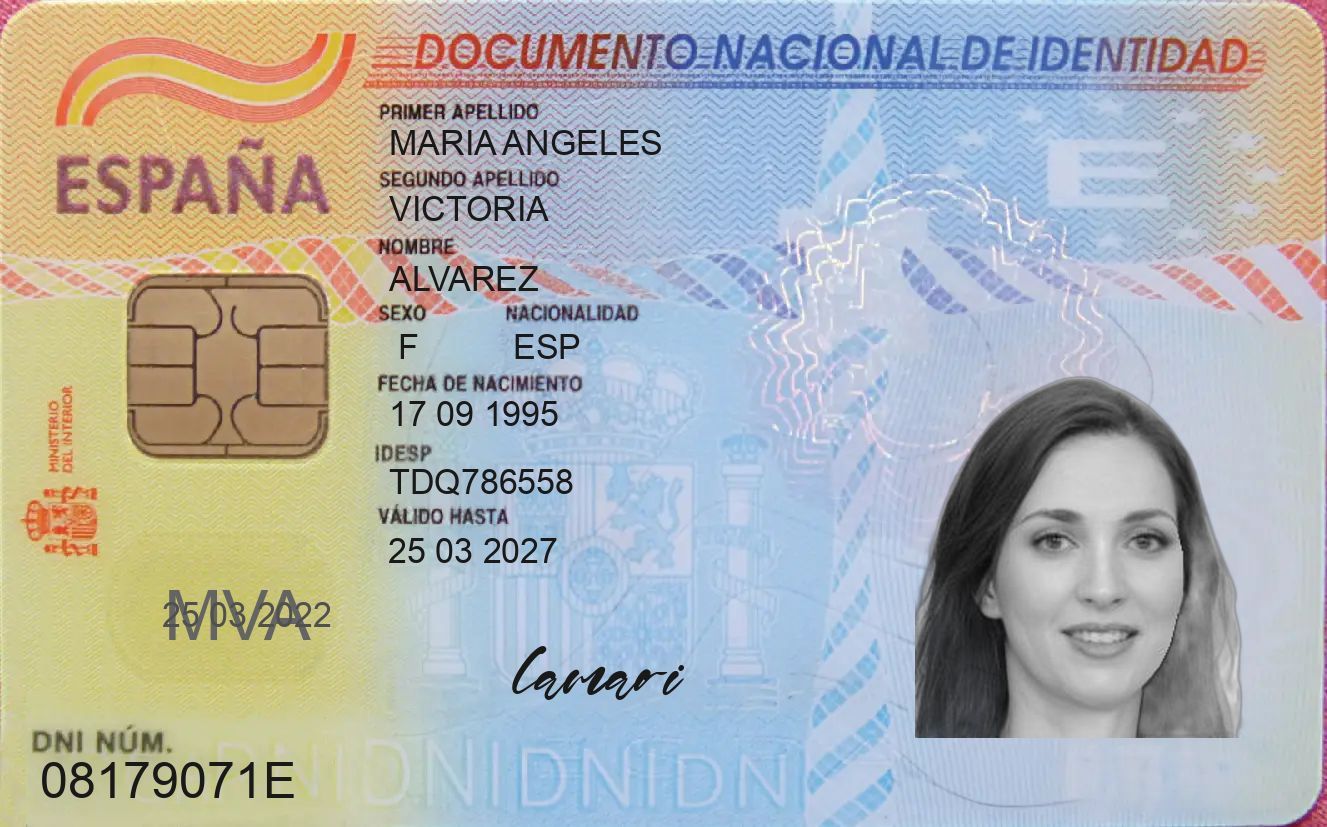 DOCUMENTO NACIONAL DE IDENTIDAD
ESPAÑA
PRIMER APELLIDO
MARIA ANGELES
SEGUNDO APELLIDO
VICTORIA
NOMBRE
ALVAREZ
SEXO NACIONALIDAD
F ESP
FECHA DE NACIMIENTO
17 09 1995
IDESP
TDQ786558
VÁLIDO HASTA
25 03 2027
MINISTERIO
DEL INTERIOR
E
MVA
25 03 2022
Camari
DNI NÚM.
08179071E
DNIDNIDNIDNI